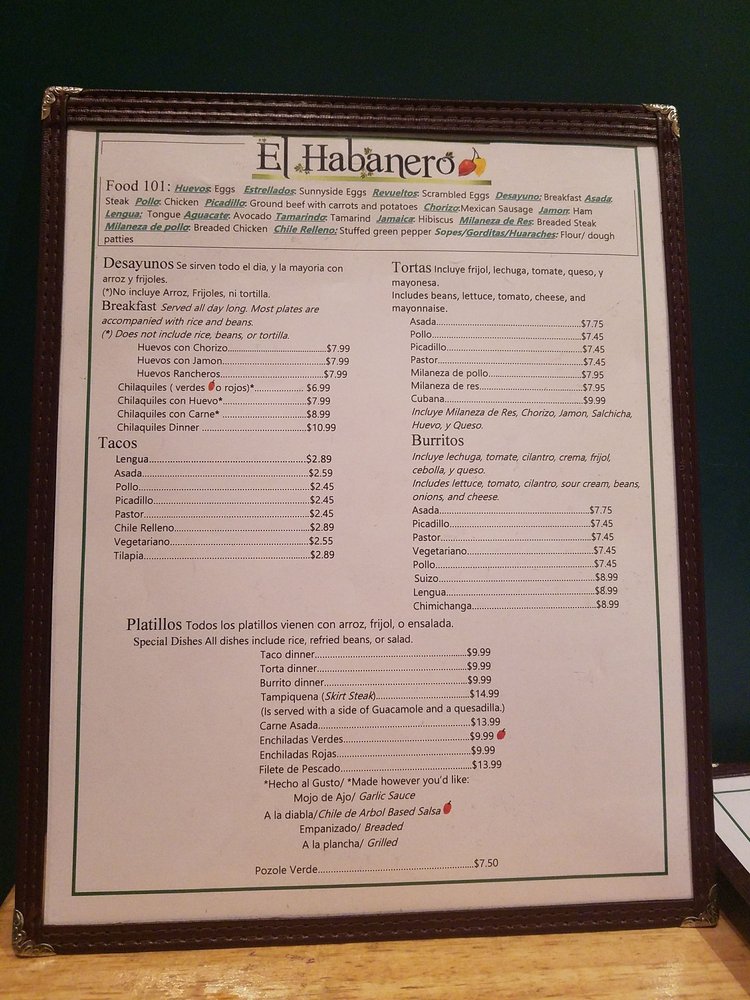 El Habanero
Food 101: Huevos: Eggs Estrellados: Sunnyside Eggs Revueltos: Scrambled Eggs Desayuno: Breakfast Asada:
Steak Pollo: Chicken Picadillo: Ground beef with carrots and potatoes Chorizo:Mexican Sausage Jamon: Ham
Lengua: Tongue Aguacate: Avocado Tamarindo: Tamarind Jamaica: Hibiscus Milaneza de Res: Breaded Steak
Milaneza de pollo: Breaded Chicken Chile Relleno: Stuffed green pepper Sopes/Gorditas/Huaraches: Flour/ dough
patties
Desayunos Se sirven todo el dia, y la mayoria con
arroz y frijoles.
(*)No incluye Arroz, Frijoles, ni tortilla.
Breakfast Served all day long. Most plates are
accompanied with rice and beans.
(*) Does not include rice, beans, or tortilla.
Huevos con Chorizo...$7.99
Huevos con Jamon...$7.99
Huevos Rancheros...$7.99
Chilaquiles ( verdes o rojos)*...$6.99
Chilaquiles con Huevo*...$7.99
Chilaquiles con Carne*...$8.99
Chilaquiles Dinner ...$10.99
Tacos
Lengua...$2.89
Asada...$2.59
Pollo...$2.45
Picadillo...$2.45
Pastor...$2.45
Chile Relleno...$2.89
Vegetariano...$2.55
Tilapia...$2.89
Tortas Incluye frijol, lechuga, tomate, queso, y
mayonesa.
Includes beans, lettuce, tomato, cheese, and
mayonnaise.
Asada...$7.75
Pollo...$7.45
Picadillo...$7.45
Pastor...$7.45
Milaneza de pollo...$7.95
Milaneza de res...$7.95
Cubana...$9.99
Incluye Milaneza de Res, Chorizo, Jamon, Salchicha,
Huevo, y Queso.
Burritos
Incluye lechuga, tomate, cilantro, crema, frijol,
cebolla, y queso.
Includes lettuce, tomato, cilantro, sour cream, beans,
onions, and cheese.
Asada...$7.75
Picadillo...$7.45
Pastor...$7.45
Vegetariano...$7.45
Pollo...$7.45
Suizo...$8.99
Lengua...$8.99
Chimichanga...$8.99
Platillos Todos los platillos vienen con arroz, frijol, o ensalada.
Special Dishes All dishes include rice, refried beans, or salad.
Taco dinner...$9.99
Torta dinner...$9.99
Burrito dinner...$9.99
Tampiquena (Skirt Steak)...$14.99
(Is served with a side of Guacamole and a quesadilla.)
Carne Asada...$13.99
Enchiladas Verdes...$9.99
Enchiladas Rojas...$9.99
Filete de Pescado...$13.99
*Hecho al Gusto/ *Made however you'd like:
Mojo de Ajo/ Garlic Sauce
A la diabla/Chile de Arbol Based Salsa
Empanizado/ Breaded
A la plancha/ Grilled
Pozole Verde...$7.50